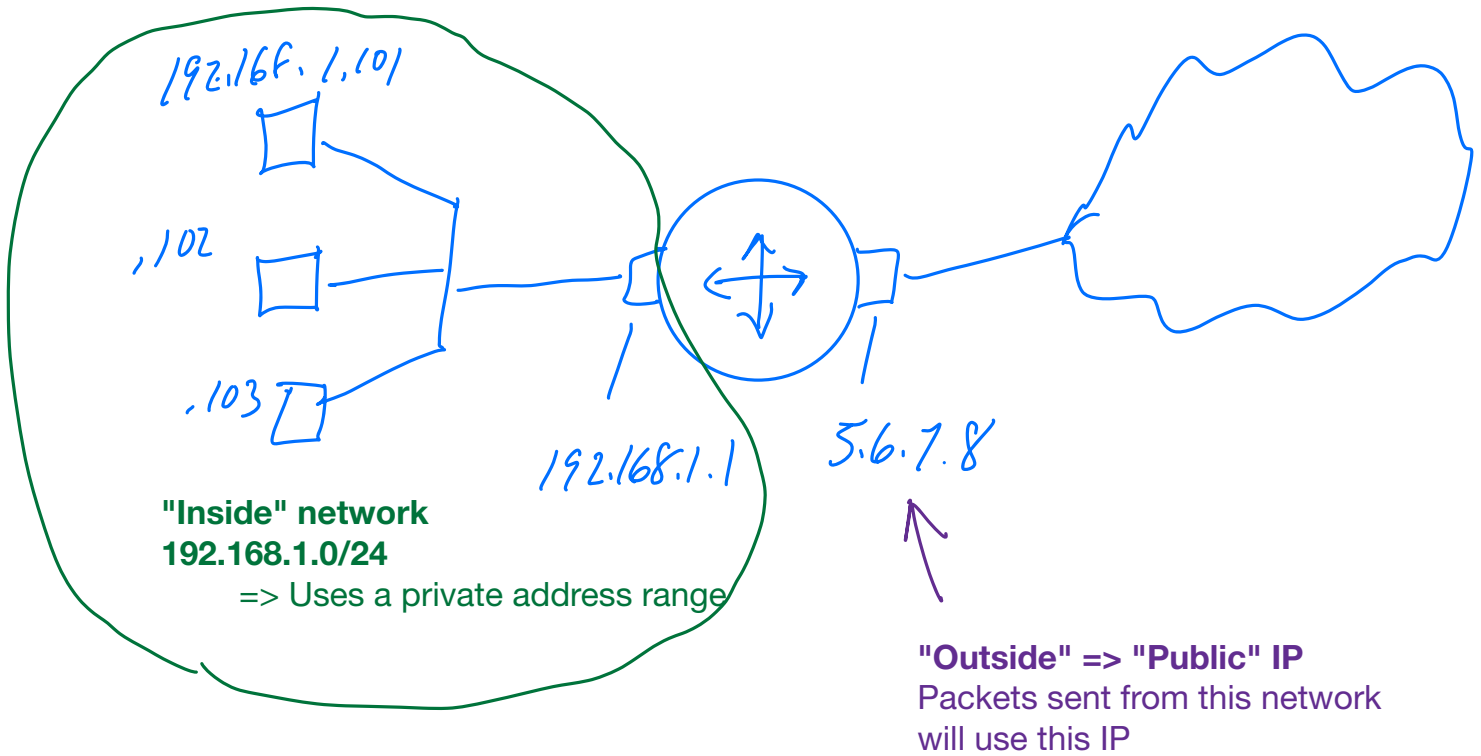 192.168.1.101
.102
.103
192.168.1.1
5.6.7.8
"Inside" network
192.168.1.0/24
=> Uses a private address range
"Outside" => "Public" IP
Packets sent from this network
will use this IP